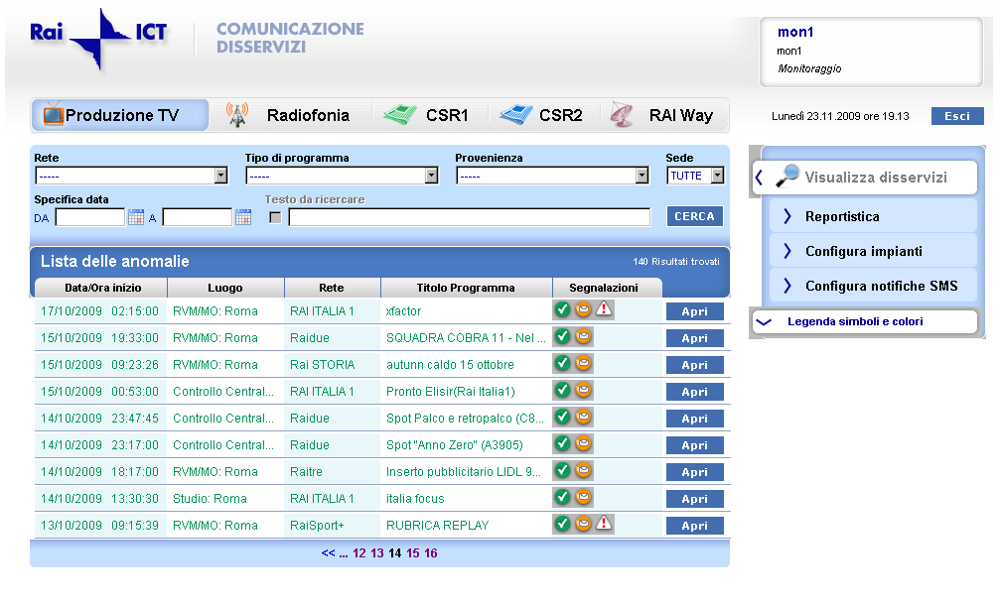 Rai ICT
COMUNICAZIONE
DISSERVIZI
mon1
mon1
Monitoraggio
Produzione TV Radiofonia CSR1 CSR2 RAI Way
Lunedì 23.11.2009 ore 19.13 Esci
Rete Tipo di programma Provenienza Sede
----- ----- ----- TUTTE
Specifica data Testo da ricercare
DA A CERCA
Visualizza disservizi
Reportistica
Configura impianti
Configura notifiche SMS
Legenda simboli e colori
Lista delle anomalie 140 Risultati trovati
Data/Ora inizio Luogo Rete Titolo Programma Segnalazioni
17/10/2009 02:15:00 RVM/MO: Roma RAI ITALIA 1 xfactor Apri
15/10/2009 19:33:00 RVM/MO: Roma Raidue SQUADRA COBRA 11 - Nel ... Apri
15/10/2009 09:23:26 RVM/MO: Roma Rai STORIA autunn caldo 15 ottobre Apri
15/10/2009 00:53:00 Controllo Central... RAI ITALIA 1 Pronto Elisir(Rai Italia1) Apri
14/10/2009 23:47:45 Controllo Central... Raidue Spot Palco e retropalco (C8... Apri
14/10/2009 23:17:00 Controllo Central... Raidue Spot "Anno Zero" (A3905) Apri
14/10/2009 18:17:00 RVM/MO: Roma Raitre Inserto pubblicitario LIDL 9... Apri
14/10/2009 13:30:30 Studio: Roma RAI ITALIA 1 italia focus Apri
13/10/2009 09:15:39 RVM/MO: Roma RaiSport+ RUBRICA REPLAY Apri
<< ... 12 13 14 15 16